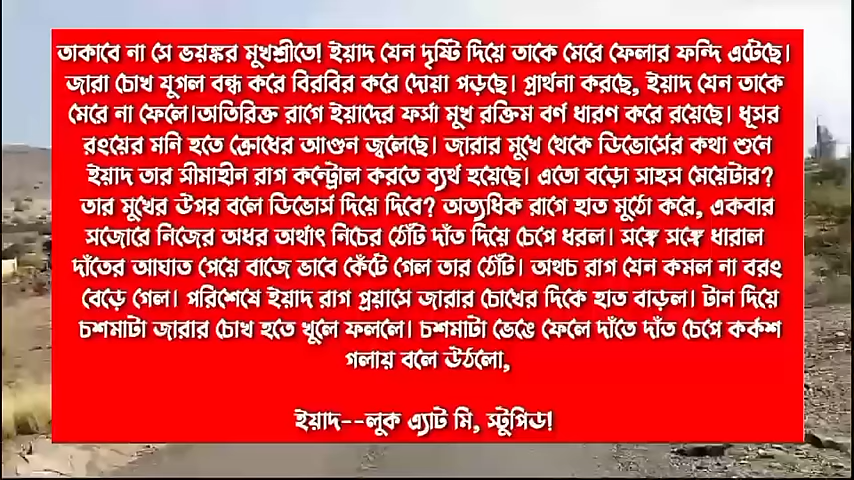 তাকাবে না সে ভয়ঙ্কর মুখশ্রীতে! ইয়াদ যেন দৃষ্টি দিয়ে তাকে মেরে ফেলার ফন্দি এটেছে।
জারা চোখ যুগল বন্ধ করে বিরবির করে দোয়া পড়ছে। প্রার্থনা করছে, ইয়াদ যেন তাকে
মেরে না ফেলে।অতিরিক্ত রাগে ইয়াদের ফর্সা মুখ রক্তিম বর্ণ ধারণ করে রয়েছে। ধূসর
রংয়ের মনি হতে ক্রোধের আগুন জ্বলেছে। জারার মুখে থেকে ডিভোর্সের কথা শুনে
ইয়াদ তার সীমাহীন রাগ কন্ট্রোল করতে ব্যর্থ হয়েছে। এতো বড়ো সাহস মেয়েটার?
তার মুখের উপর বলে ডিভোর্স দিয়ে দিবে? অত্যধিক রাগে হাত মুঠো করে, একবার
সজোরে নিজের অধর অর্থাৎ নিচের ঠোঁট দাঁত দিয়ে চেপে ধরল। সঙ্গে সঙ্গে ধারাল
দাঁতের আঘাত পেয়ে বাজে ভাবে কেঁটে গেল তার ঠোঁট। অথচ রাগ যেন কমল না বরং
বেড়ে গেল। পরিশেষে ইয়াদ রাগ প্রয়াসে জারার চোখের দিকে হাত বাড়ল। টান দিয়ে
চশমাটা জারার চোখ হতে খুলে ফললে। চশমাটা ভেঙে ফেলে দাঁতে দাঁত চেপে কর্কশ
গলায় বলে উঠলো,
ইয়াদ--লুক এ্যাট মি, স্টুপিড!